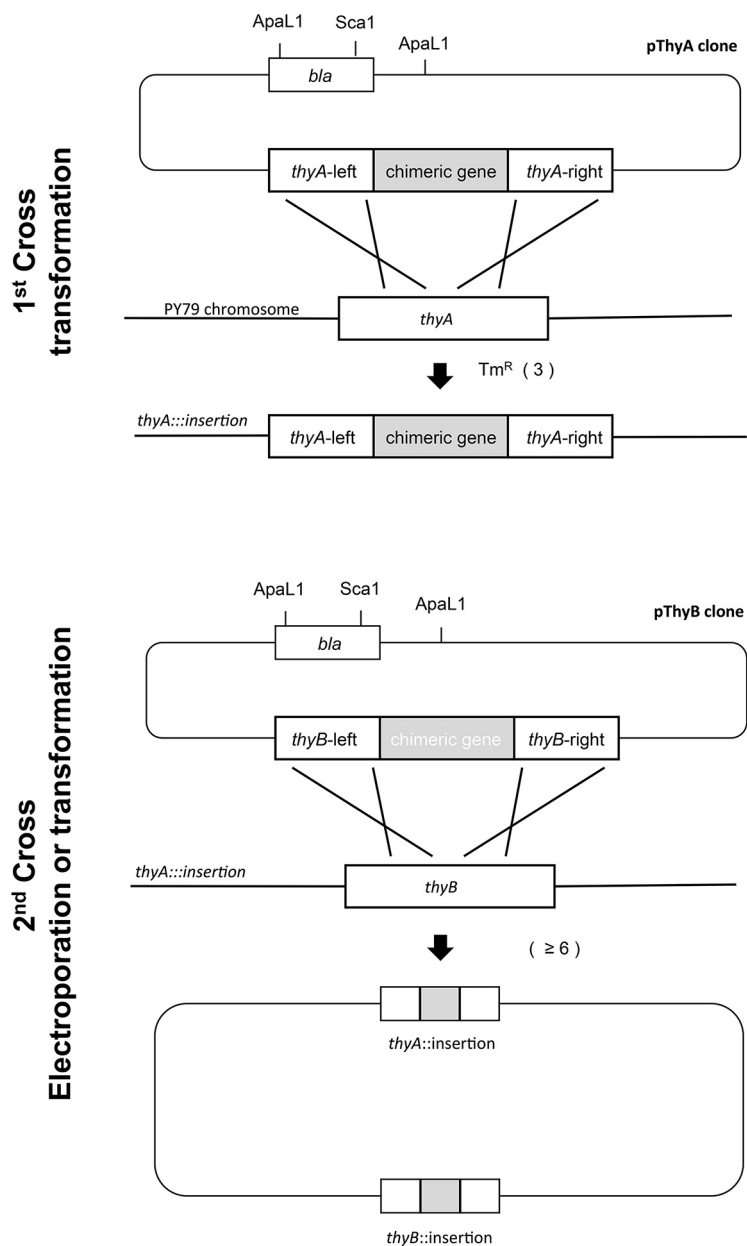 1st Cross
transformation
ApaL1
Sca1
ApaL1
pThyA clone
bla
thyA-left
chimeric gene
thyA-right
PY79 chromosome
thyA
TmR ( 3 )
thyA:::insertion
thyA-left
chimeric gene
thyA-right
2nd Cross
Electroporation or transformation
ApaL1
Sca1
ApaL1
pThyB clone
bla
thyB-left
chimeric gene
thyB-right
thyA:::insertion
thyB
( ≥ 6 )
thyA::insertion
thyB::insertion